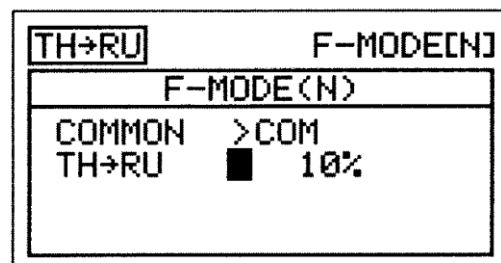 TH→RU F-MODE[N]
F-MODE(N)
COMMON >COM
TH→RU 10%